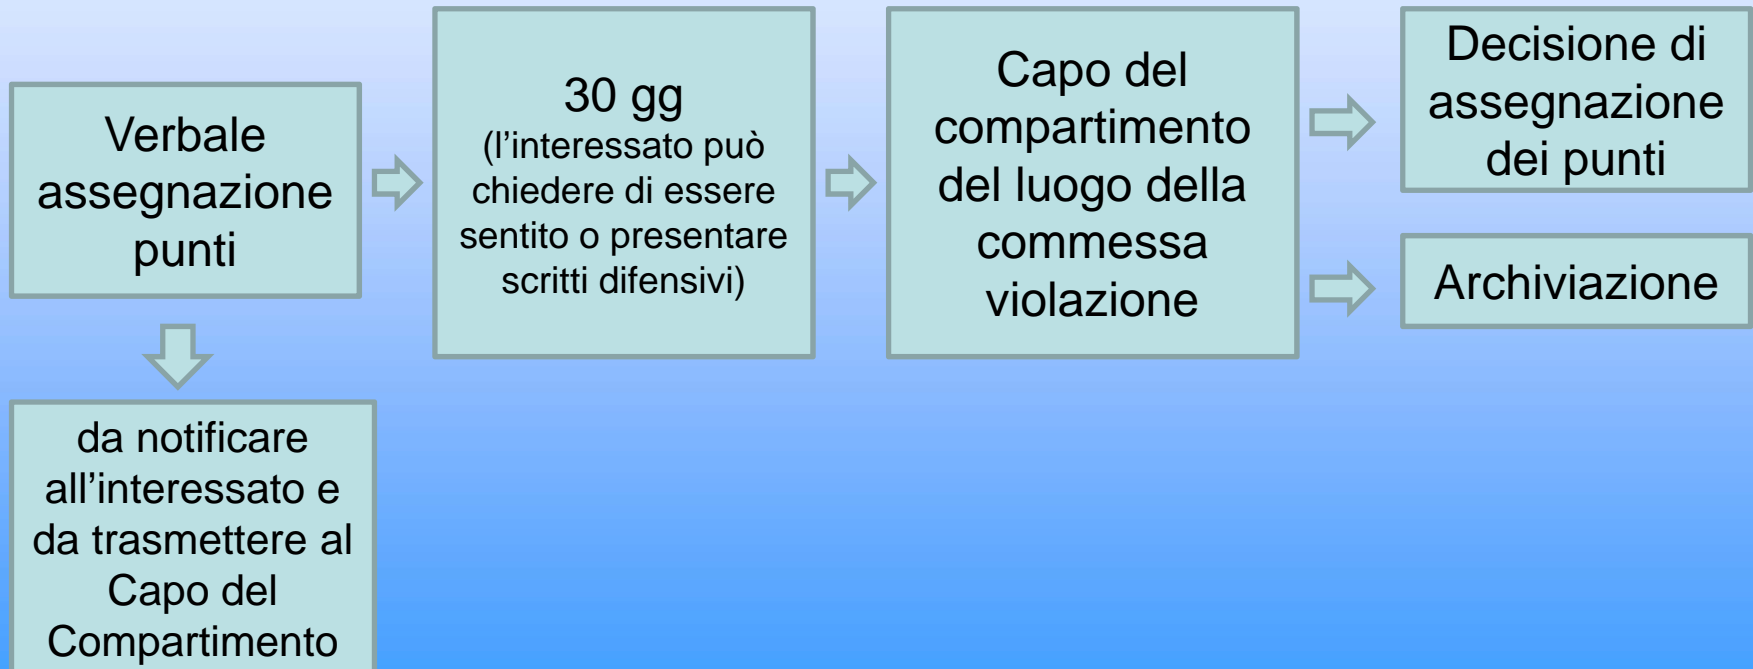 Verbale
assegnazione
punti
da notificare
all’interessato e
da trasmettere al
Capo del
Compartimento
30 gg
(l’interessato può
chiedere di essere
sentito o presentare
scritti difensivi)
Capo del
compartimento
del luogo della
commessa
violazione
Decisione di
assegnazione
dei punti
Archiviazione